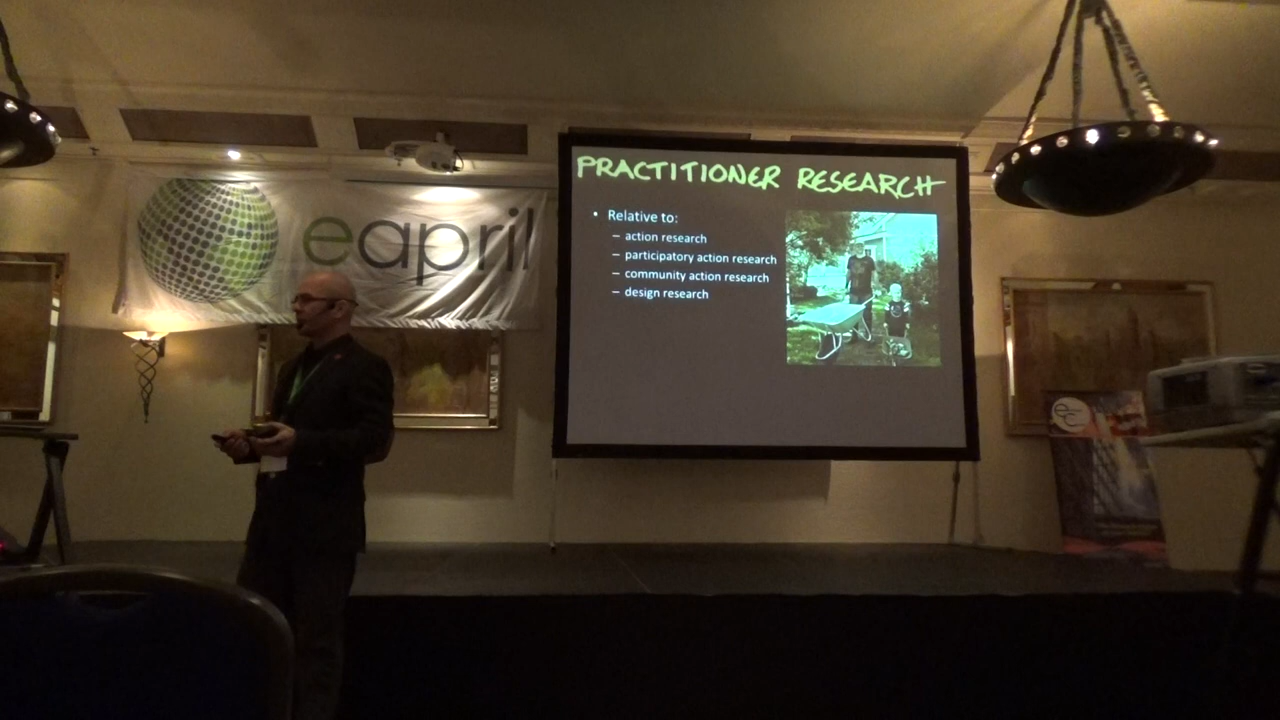 eapril
PRACTITIONER RESEARCH
• Relative to:
– action research
– participatory action research
– community action research
– design research